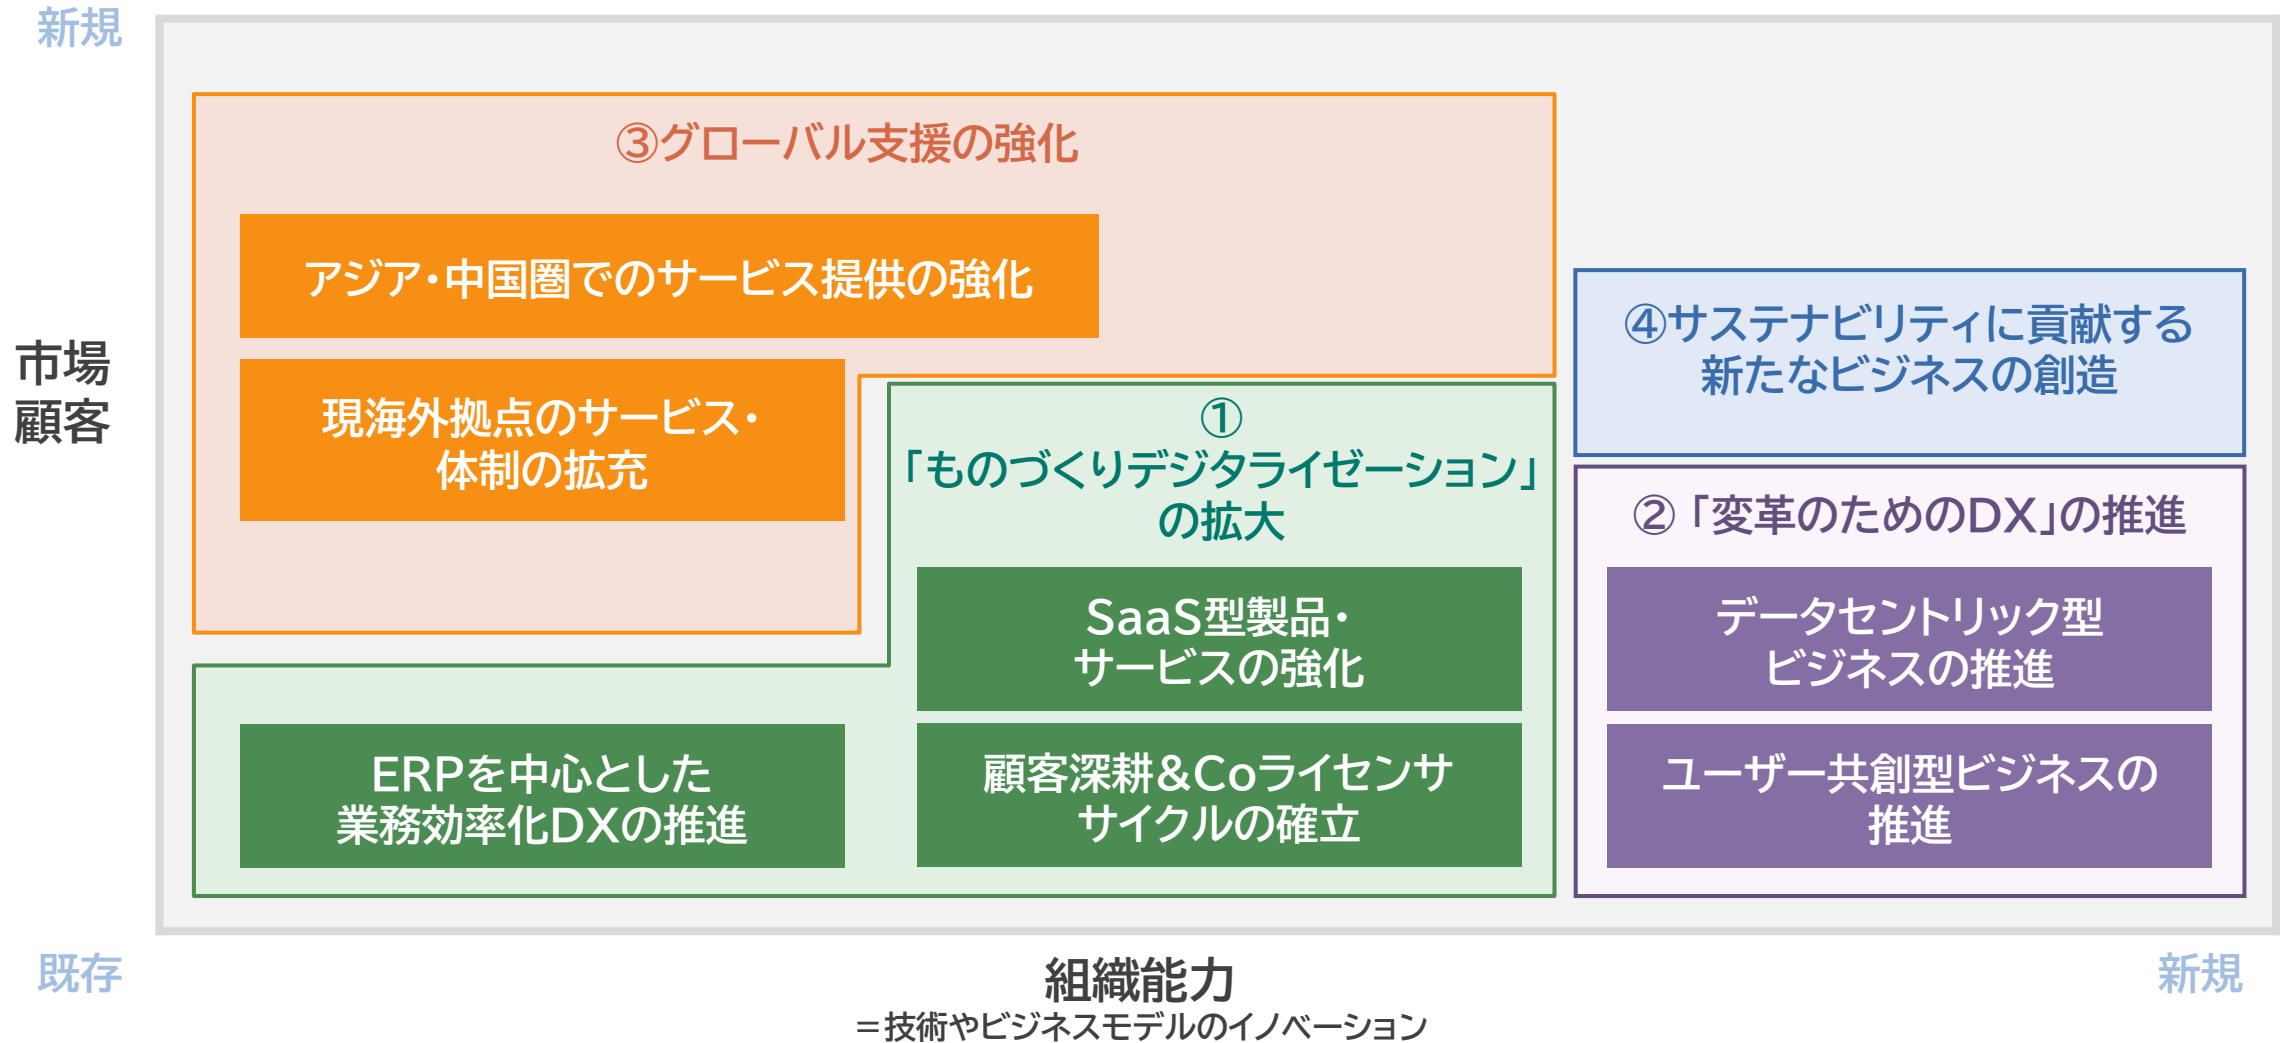 新規
③グローバル支援の強化
アジア・中国圏でのサービス提供の強化
現海外拠点のサービス・
体制の拡充
市場
顧客
①
「ものづくりデジタライゼーション」
の拡大
SaaS型製品・
サービスの強化
ERPを中心とした
業務効率化DXの推進
顧客深耕&Coライセンサ
サイクルの確立
④サステナビリティに貢献する
新たなビジネスの創造
②「変革のためのDX」の推進
データセントリック型
ビジネスの推進
ユーザー共創型ビジネスの
推進
既存
組織能力
＝技術やビジネスモデルのイノベーション
新規